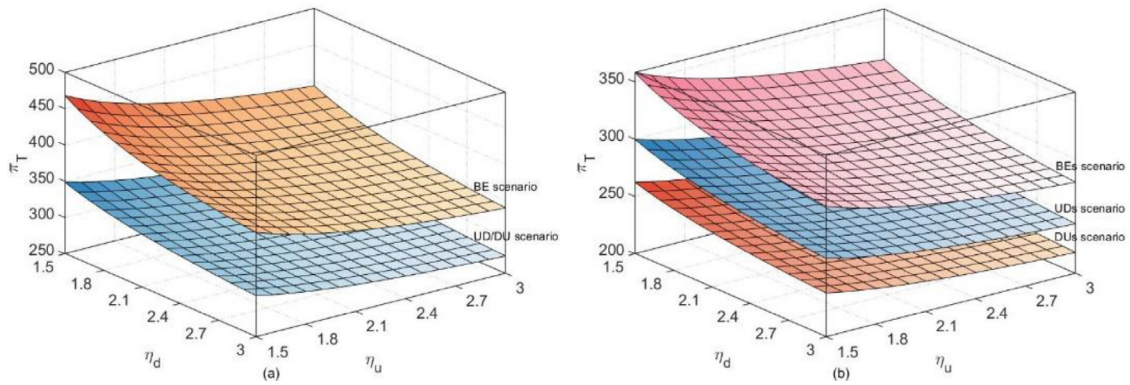 500
450
400
350
300
250
π_T
1.5
1.8
2.1
2.4
2.7
3
η_d
1.5
1.8
2.1
2.4
2.7
3
η_u
BE scenario
UD/DU scenario
(a)
350
300
250
200
π_T
1.5
1.8
2.1
2.4
2.7
3
η_d
1.5
1.8
2.1
2.4
2.7
3
η_u
BEs scenario
UDs scenario
DUs scenario
(b)